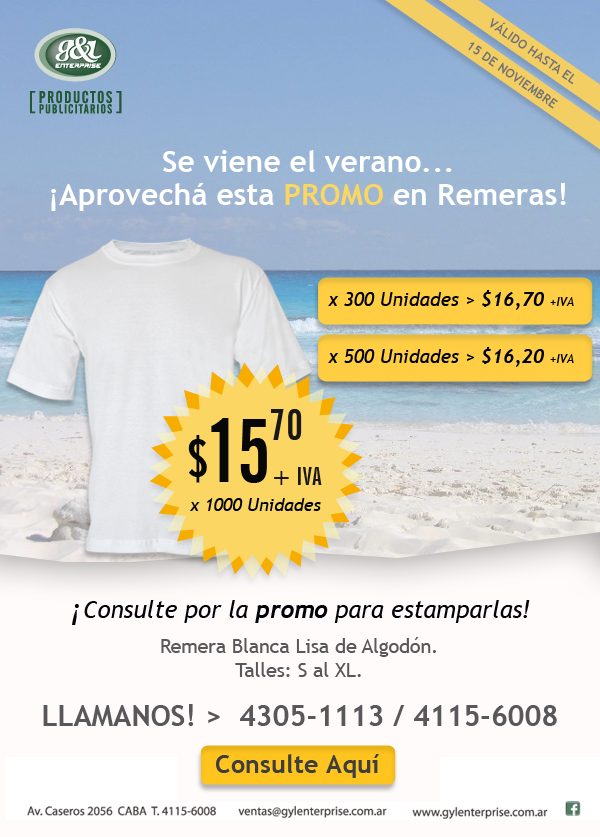 g&l
ENTERPRISE
[PRODUCTOS
PUBLICITARIOS]
VÁLIDO HASTA EL
15 DE NOVIEMBRE
Se viene el verano...
¡Aprovechá esta PROMO en Remeras!
x 300 Unidades > $16,70 +IVA
x 500 Unidades > $16,20 +IVA
$15 70
+ IVA
x 1000 Unidades
¡Consulte por la promo para estamparlas!
Remera Blanca Lisa de Algodón.
Talles: S al XL.
LLAMANOS! > 4305-1113 / 4115-6008
Consulte Aquí
Av. Caseros 2056 CABA T. 4115-6008 ventas@gylenterprise.com.ar www.gylenterprise.com.ar f